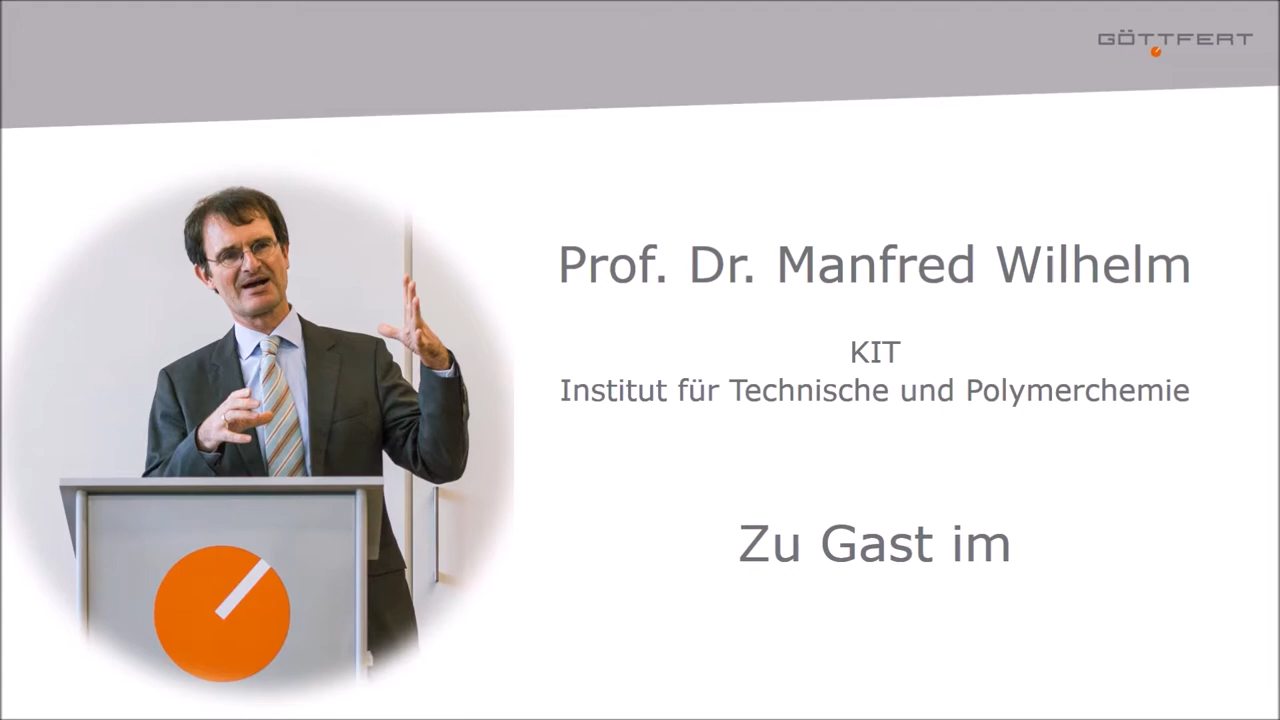 GÖTTFERT
Prof. Dr. Manfred Wilhelm
KIT
Institut für Technische und Polymerchemie
Zu Gast im